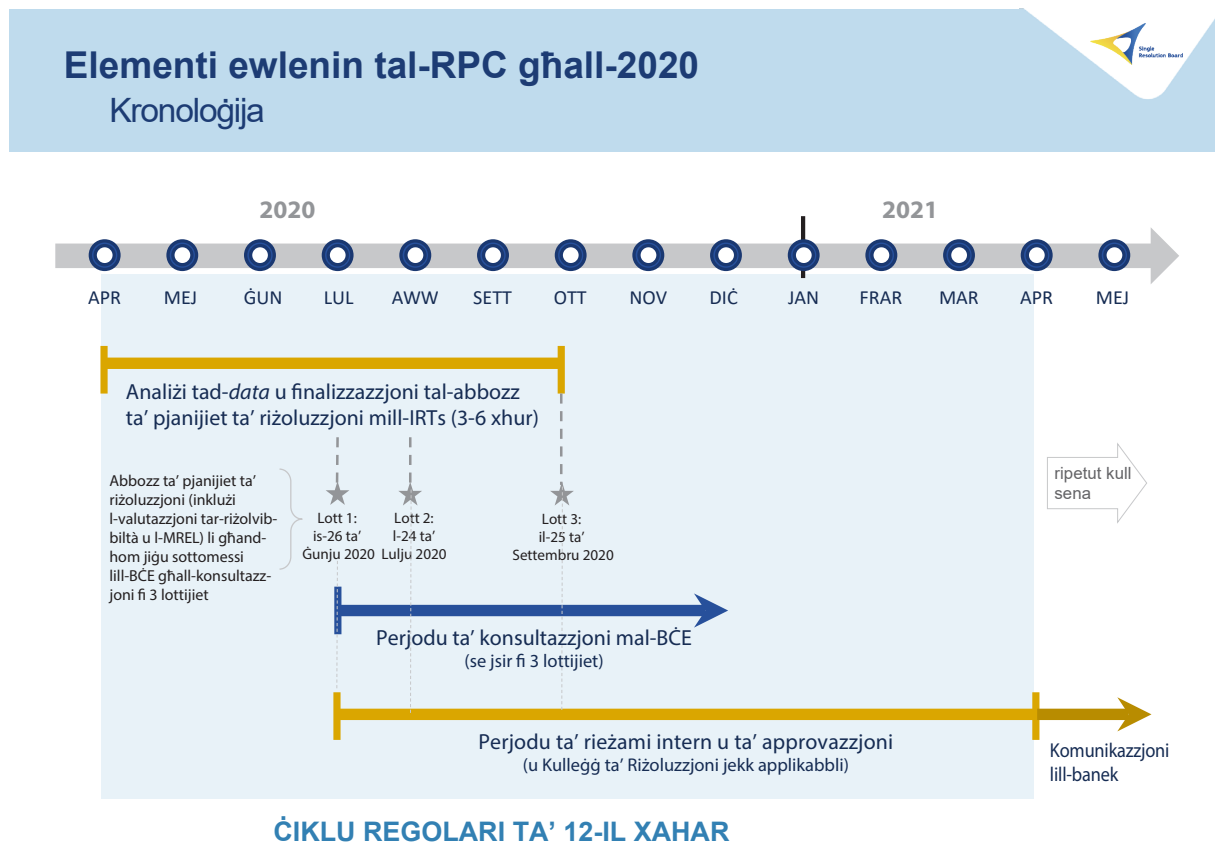 Elementi ewlenin tal-RPC għall-2020
Kronoloġija
Single
Resolution Board
2020
2021
APR
MEJ
ĠUN
LUL
AWW
SETT
OTT
NOV
DIĊ
JAN
FRAR
MAR
APR
MEJ
Analiżi tad-data u finalizzazzjoni tal-abbozz
ta’ pjanijiet ta’ riżoluzzjoni mill-IRTs (3-6 xhur)
Abbozz ta’ pjanijiet ta’
riżoluzzjoni (inklużi
l-valutazzjoni tar-riżolvib-
biltà u l-MREL) li għand-
hom jiġu sottomessi
lill-BĊE għall-konsultazz-
joni fi 3 lottijiet
Lott 1:
is-26 ta’
Ġunju 2020
Lott 2:
l-24 ta’
Lulju 2020
Lott 3:
il-25 ta’
Settembru 2020
ripetut kull
sena
Perjodu ta’ konsultazzjoni mal-BĊE
(se jsir fi 3 lottijiet)
Perjodu ta’ rieżami intern u ta’ approvazzjoni
(u Kulleġġ ta’ Riżoluzzjoni jekk applikabbli)
Komunikazzjoni
lill-banek
ĊIKLU REGOLARI TA’ 12-IL XAHAR